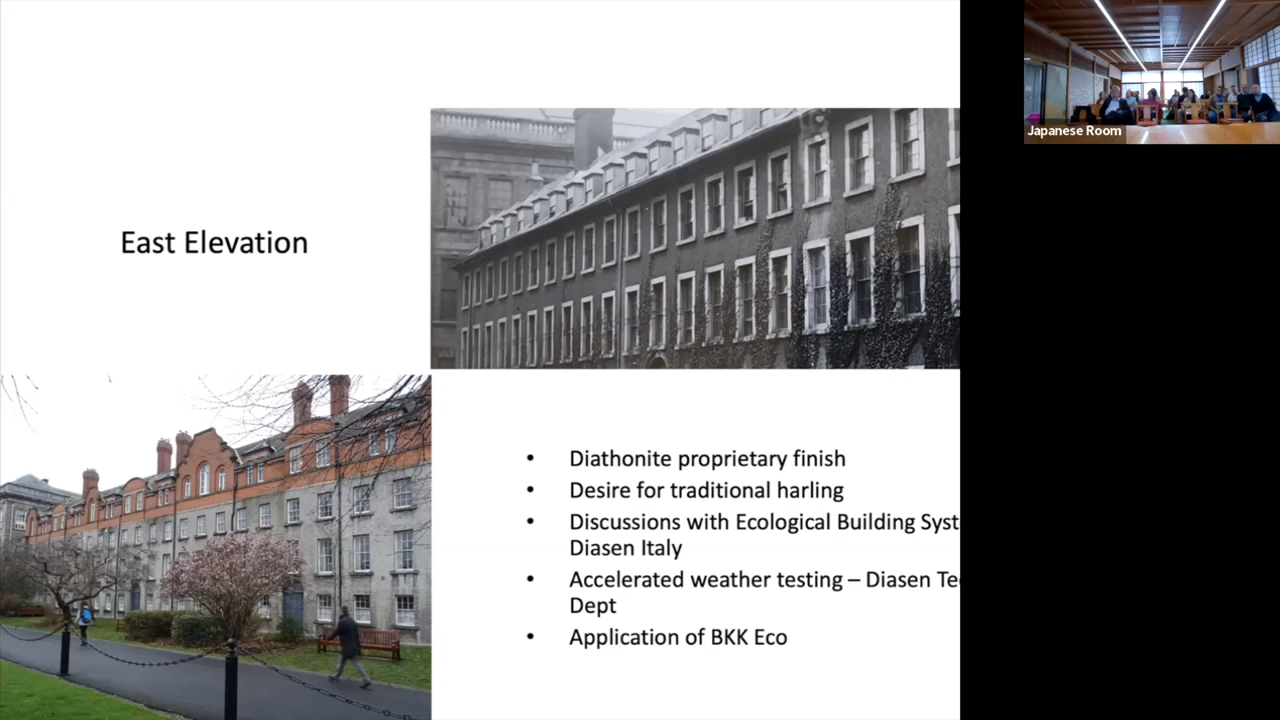 Japanese Room
East Elevation
• Diathonite proprietary finish
• Desire for traditional harling
• Discussions with Ecological Building Syst
Diasen Italy
• Accelerated weather testing – Diasen Te
Dept
• Application of BKK Eco